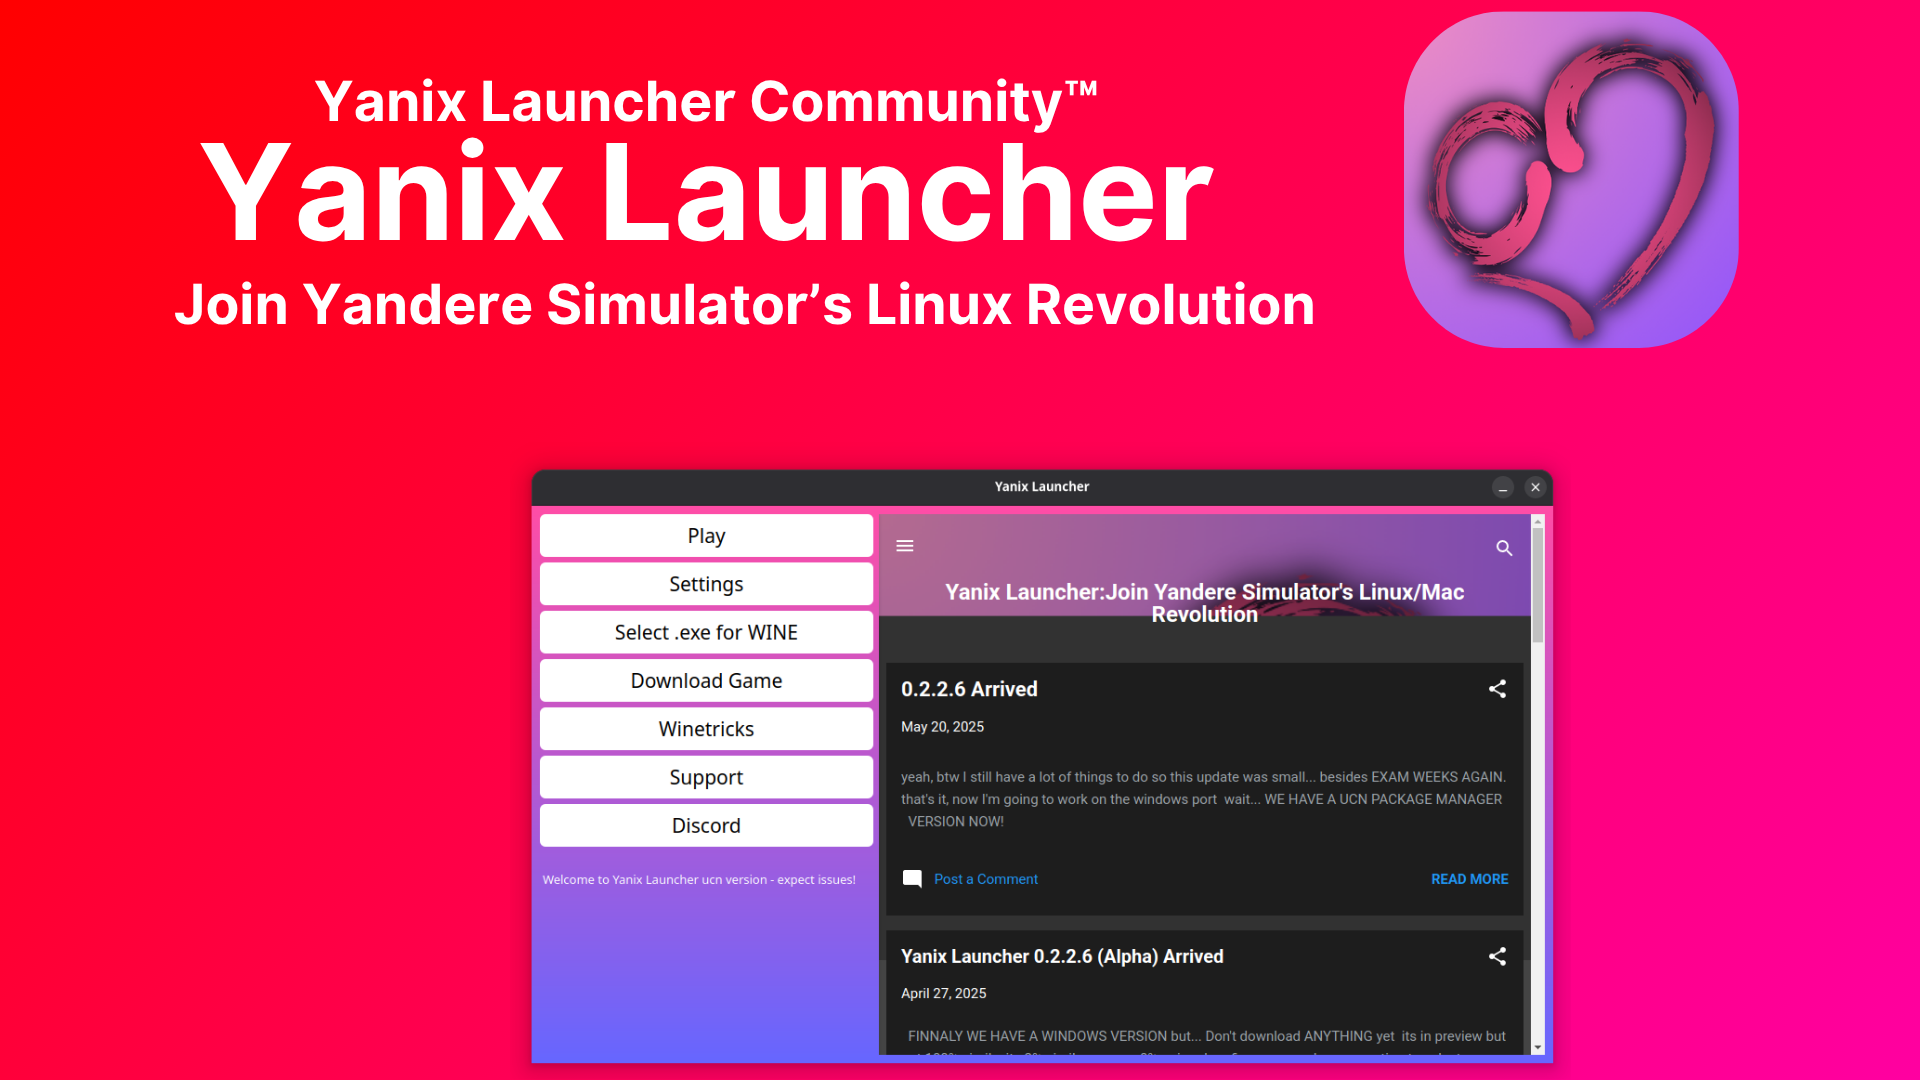 Yanix Launcher Community™
Yanix Launcher
Join Yandere Simulator’s Linux Revolution
Yanix Launcher
Play
Settings
Select .exe for WINE
Download Game
Winetricks
Support
Discord
Welcome to Yanix Launcher ucn version - expect issues!
Yanix Launcher:Join Yandere Simulator's Linux/Mac
Revolution
0.2.2.6 Arrived
May 20, 2025
yeah, btw I still have a lot of things to do so this update was small... besides EXAM WEEKS AGAIN.
that's it, now I'm going to work on the windows port wait... WE HAVE A UCN PACKAGE MANAGER
VERSION NOW!
Post a Comment
READ MORE
Yanix Launcher 0.2.2.6 (Alpha) Arrived
April 27, 2025
FINNALY WE HAVE A WINDOWS VERSION but... Don't download ANYTHING yet its in preview but